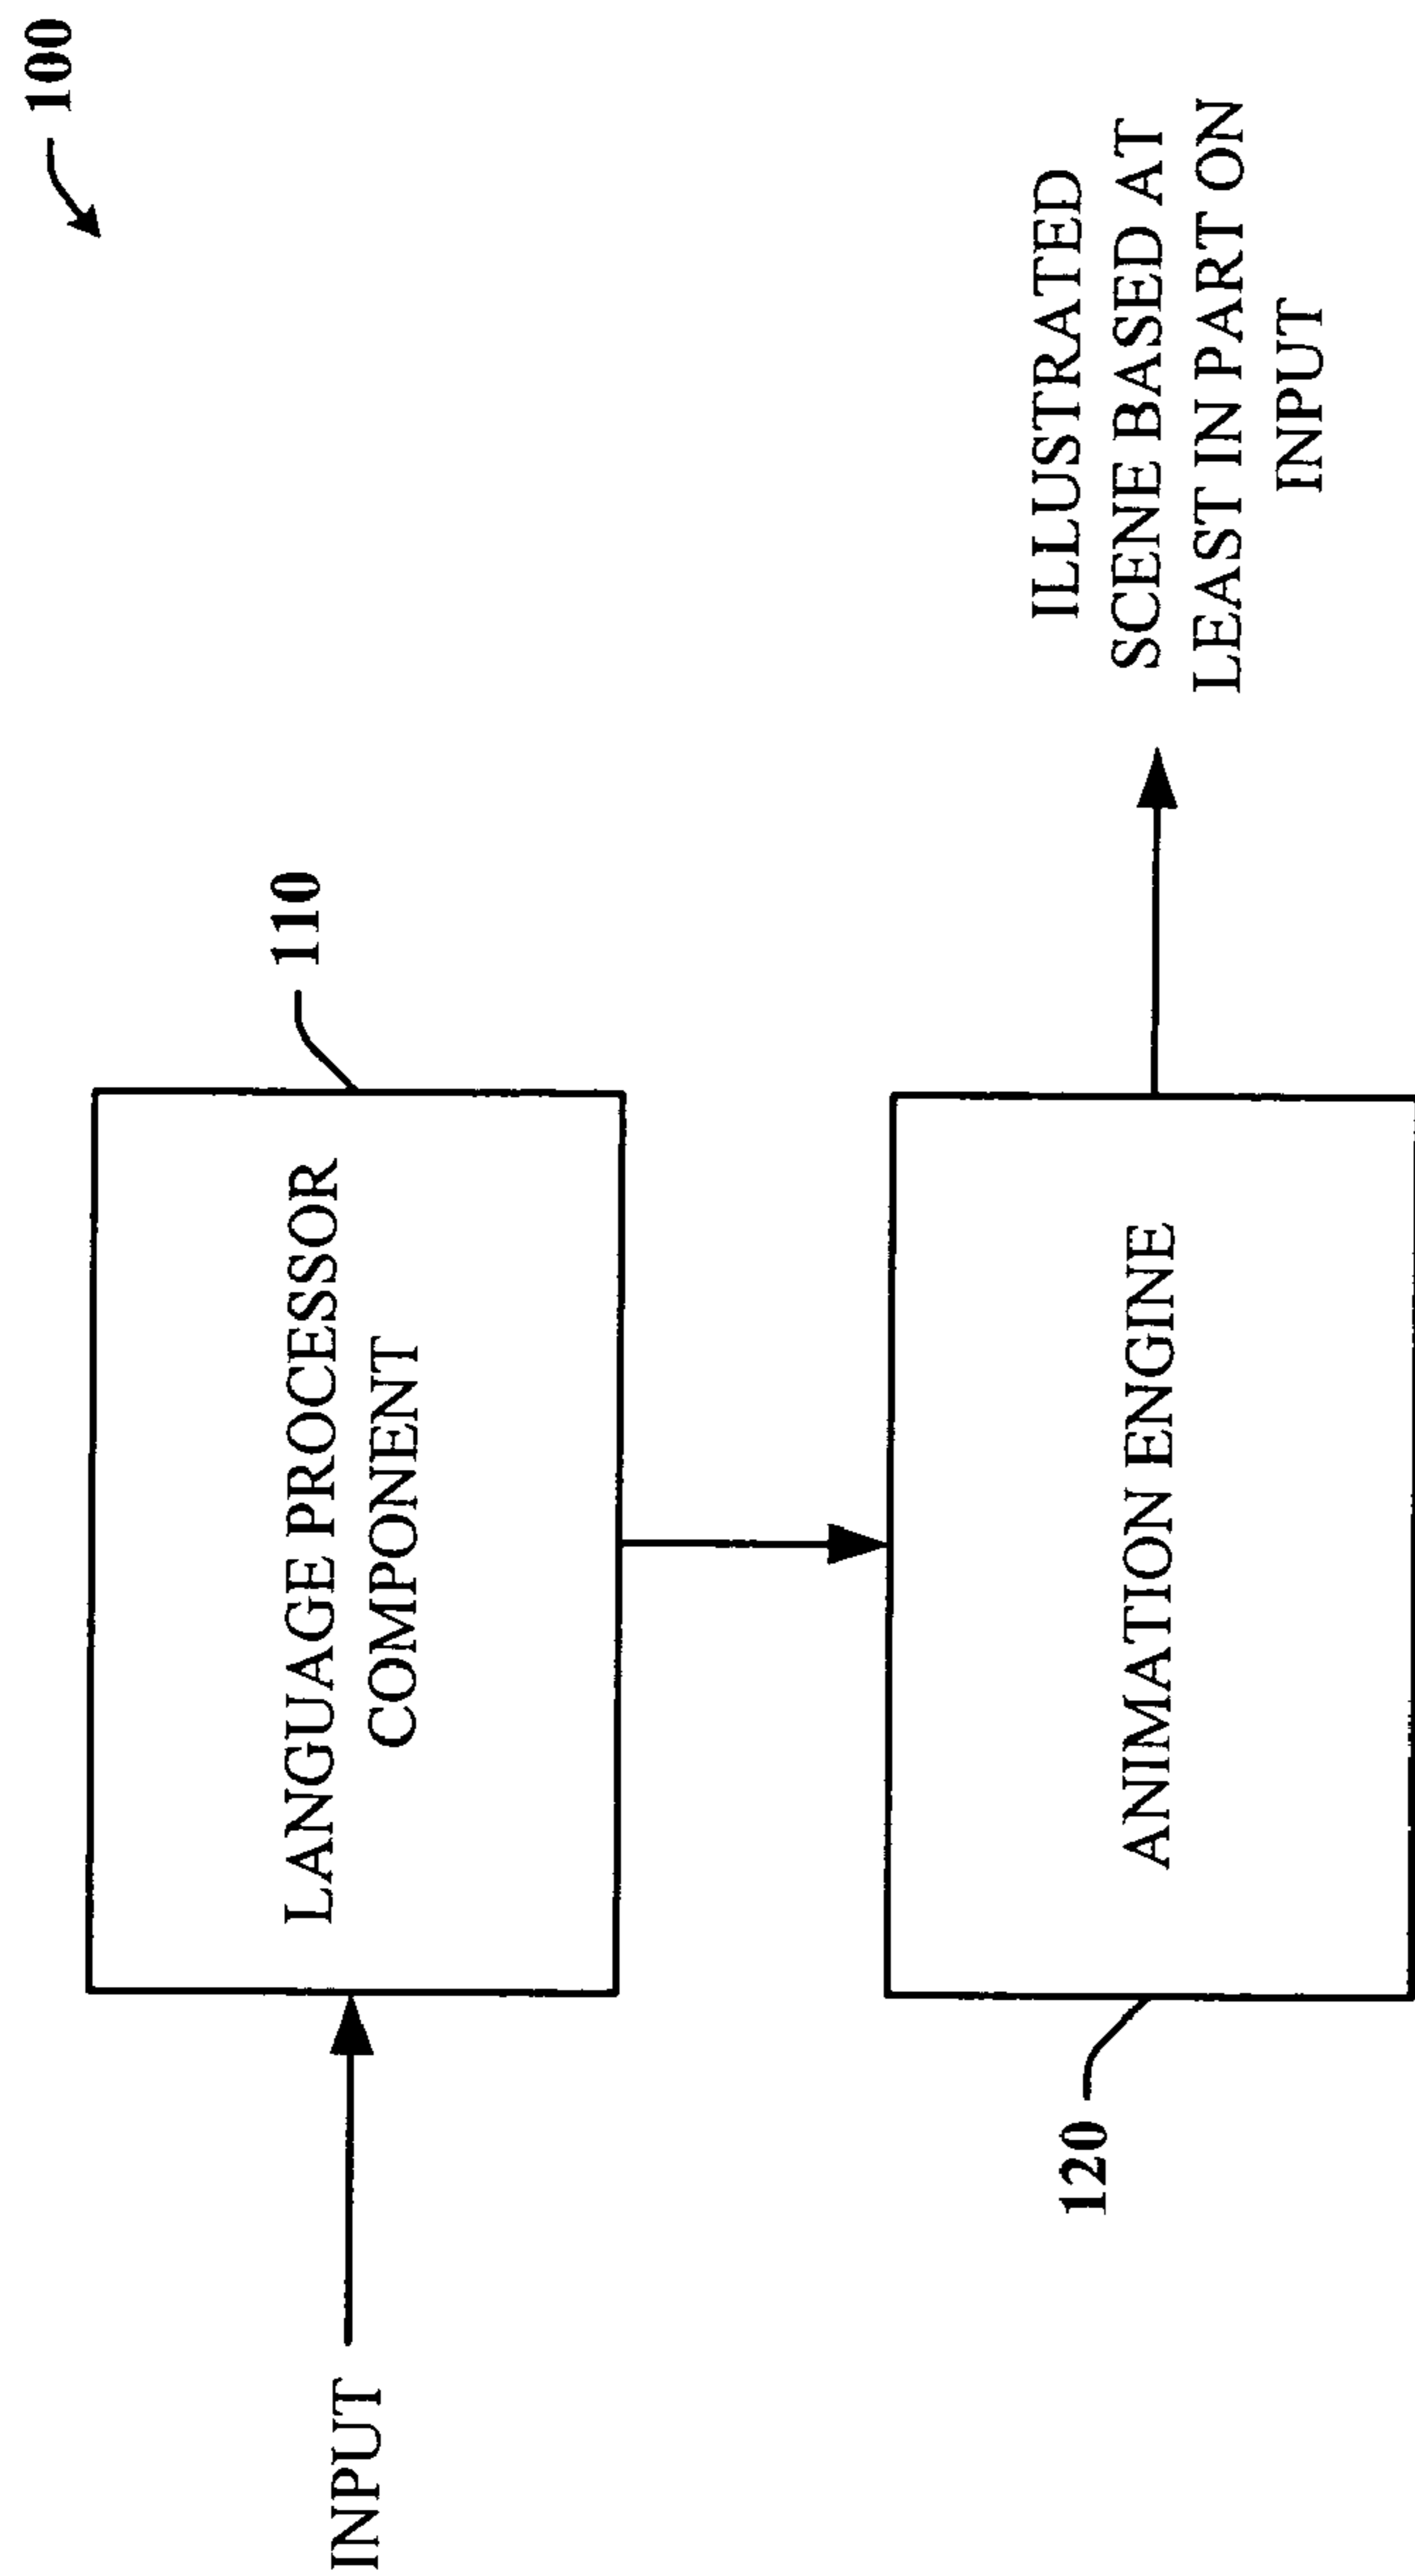 100
110
INPUT
LANGUAGE PROCESSOR
COMPONENT
120
ANIMATION ENGINE
ILLUSTRATED
SCENE BASED AT
LEAST IN PART ON
INPUT